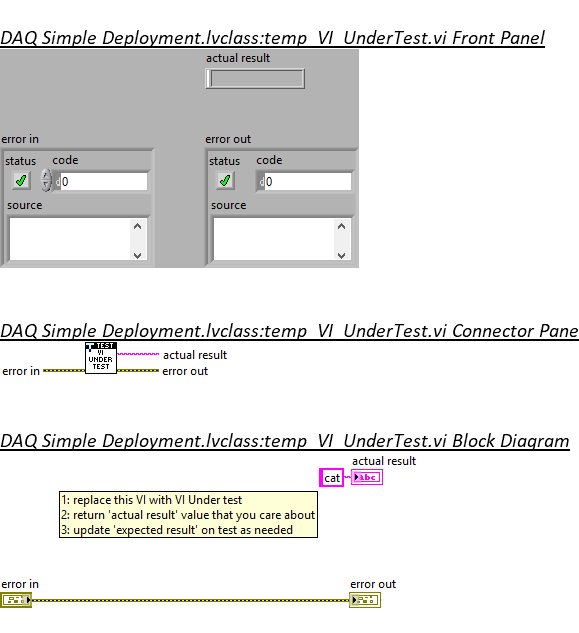 DAQ Simple Deployment.lvclass:temp_VI_UnderTest.vi Front Panel
actual result
error in
error out
status code
status code
0
0
source
source
DAQ Simple Deployment.lvclass:temp_VI_UnderTest.vi Connector Pane
TEST
VI
UNDER
TEST
actual result
error in
error out
DAQ Simple Deployment.lvclass:temp_VI_UnderTest.vi Block Diagram
actual result
cat
abc
1: replace this VI with VI Under test
2: return 'actual result' value that you care about
3: update 'expected result' on test as needed
error in
error out